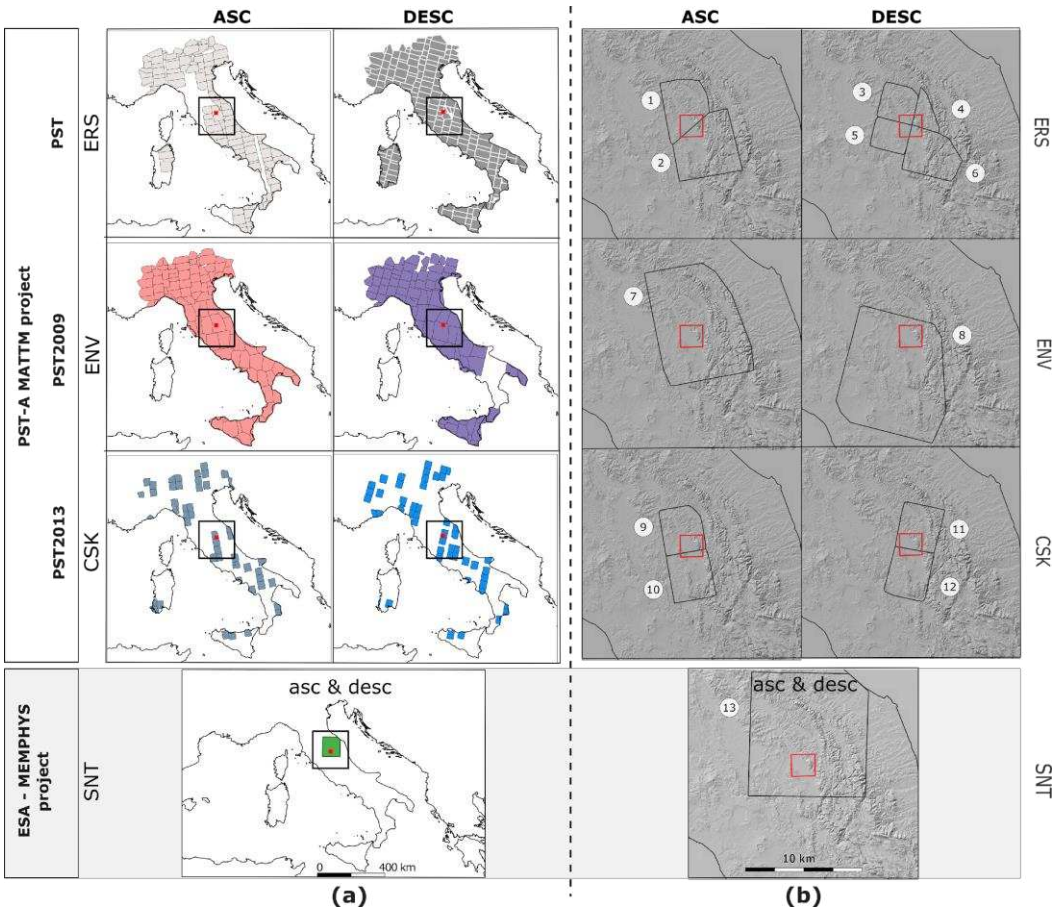 ASC
DESC
ASC
DESC
PST-A MATTM project
PST
ERS
1
2
3
4
5
6
ERS
PST2009
ENV
7
8
ENV
PST2013
CSK
9
10
11
12
CSK
ESA - MEMPHYS
project
SNT
asc & desc
0 400 km
asc & desc
13
10 km
SNT
(a)
(b)